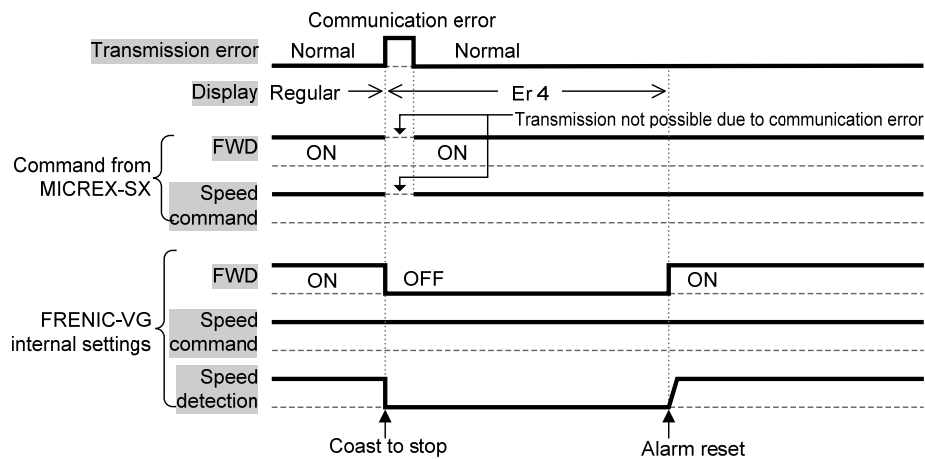 Communication error
Transmission error
Normal
Normal
Display
Regular
Er 4
Transmission not possible due to communication error
Command from
MICREX-SX
FWD
ON
ON
Speed
command
FRENIC-VG
internal settings
FWD
ON
OFF
ON
Speed
command
Speed
detection
Coast to stop
Alarm reset